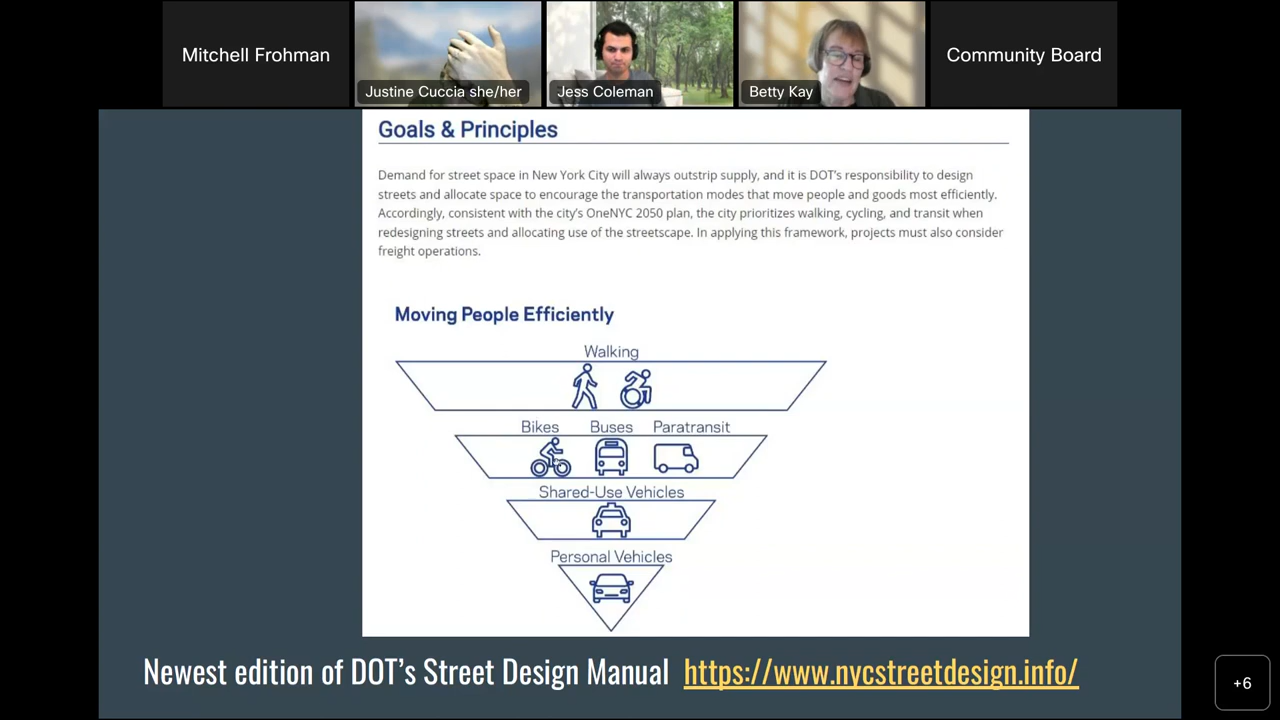 Mitchell Frohman
Justine Cuccia she/her
Jess Coleman
Betty Kay
Community Board
Goals & Principles
Demand for street space in New York City will always outstrip supply, and it is DOT's responsibility to design
streets and allocate space to encourage the transportation modes that move people and goods most efficiently.
Accordingly, consistent with the city's OneNYC 2050 plan, the city prioritizes walking, cycling, and transit when
redesigning streets and allocating use of the streetscape. In applying this framework, projects must also consider
freight operations.
Moving People Efficiently
Walking
Bikes Buses Paratransit
Shared-Use Vehicles
Personal Vehicles
Newest edition of DOT's Street Design Manual https://www.nycstreetdesign.info/
+6